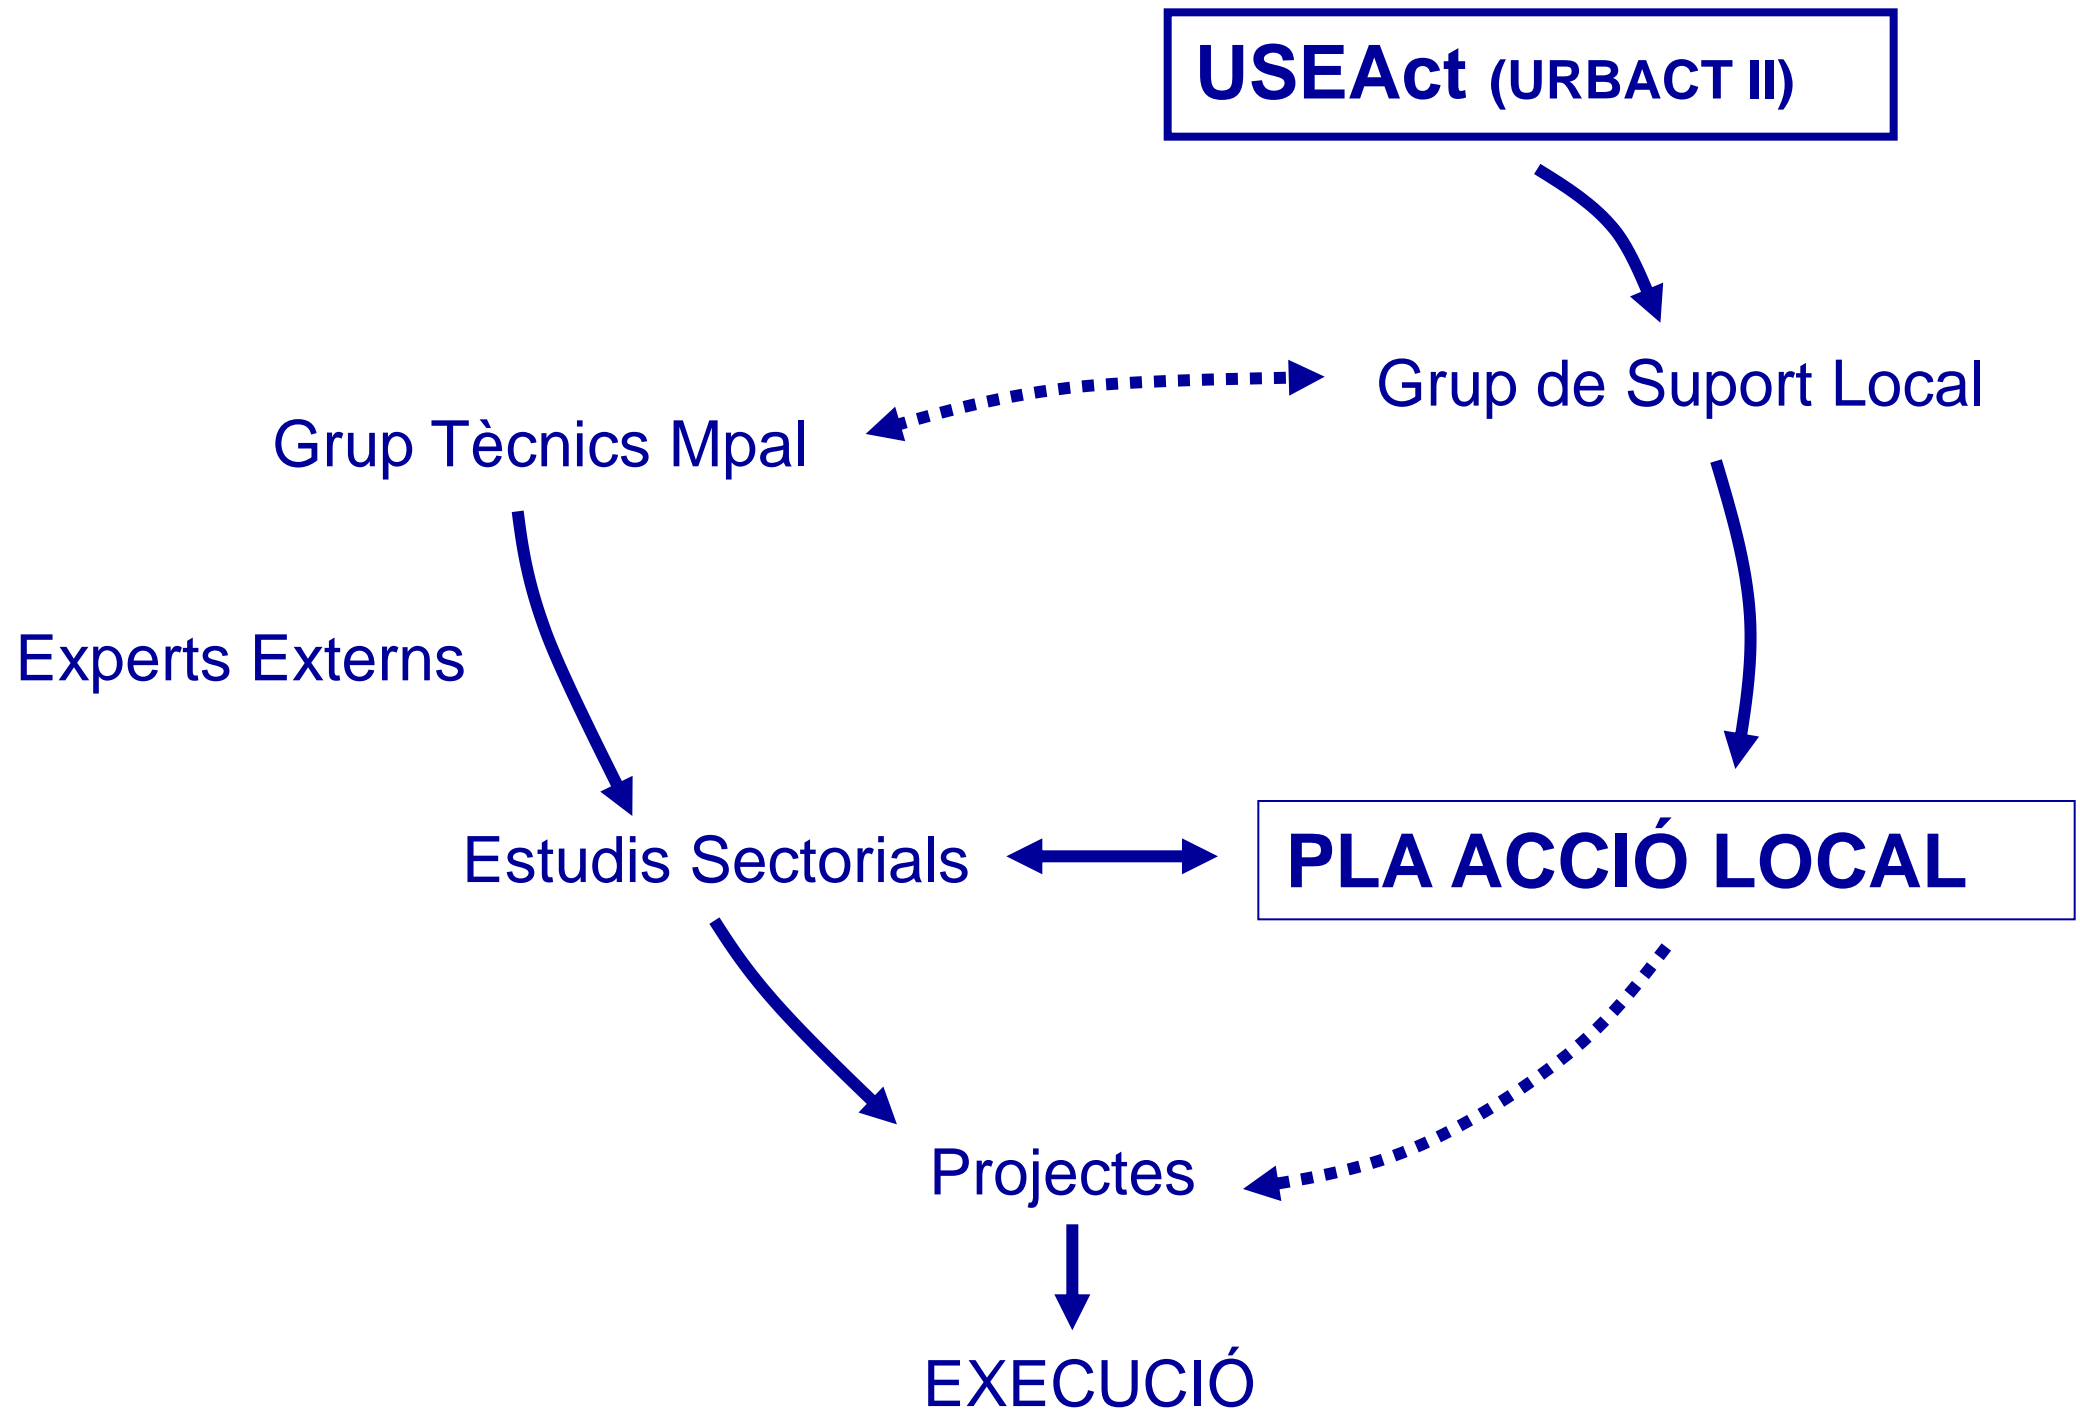 USEAct (URBACT II)
Grup de Suport Local
Grup Tècnics Mpal
Experts Externs
Estudis Sectorials
PLA ACCIÓ LOCAL
Projectes
EXECUCIÓ